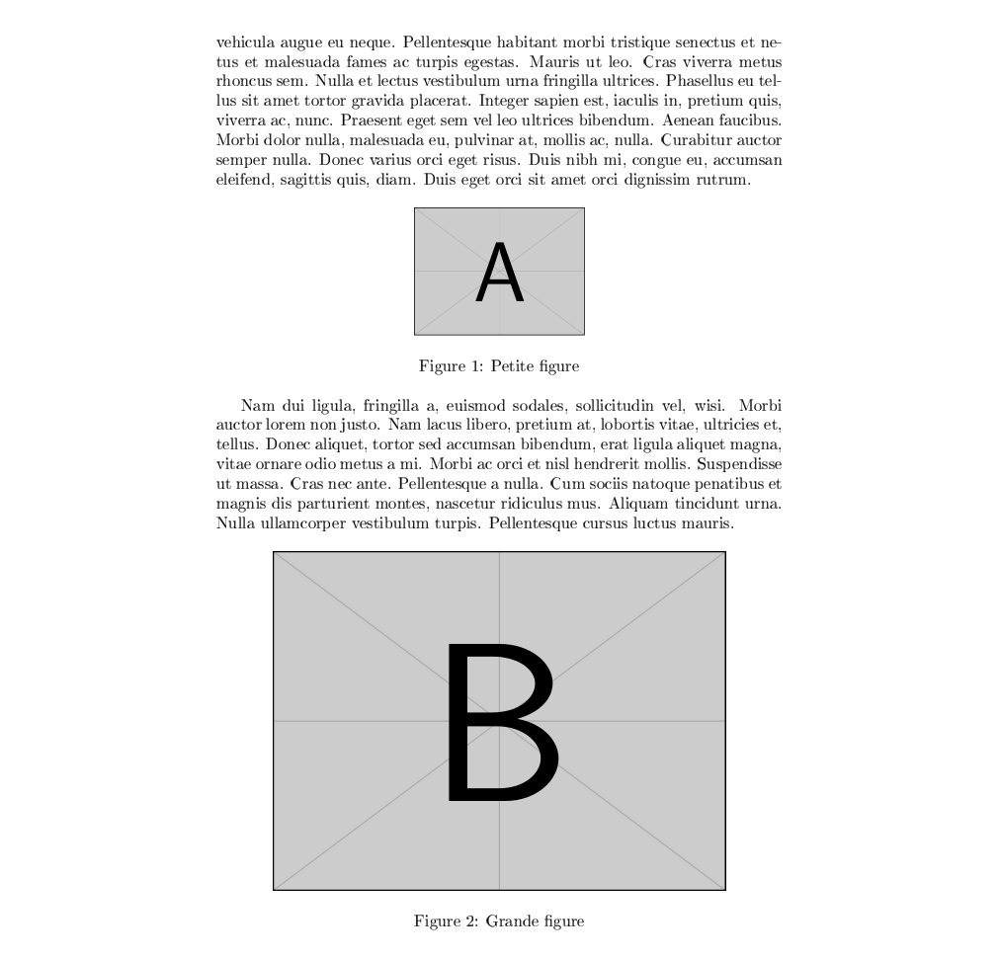 vehicula augue eu neque. Pellentesque habitant morbi tristique senectus et ne-
tus et malesuada fames ac turpis egestas. Mauris ut leo. Cras viverra metus
rhoncus sem. Nulla et lectus vestibulum urna fringilla ultrices. Phasellus eu tel-
lus sit amet tortor gravida placerat. Integer sapien est, iaculis in, pretium quis,
viverra ac, nunc. Praesent eget sem vel leo ultrices bibendum. Aenean faucibus.
Morbi dolor nulla, malesuada eu, pulvinar at, mollis ac, nulla. Curabitur auctor
semper nulla. Donec varius orci eget risus. Duis nibh mi, congue eu, accumsan
eleifend, sagittis quis, diam. Duis eget orci sit amet orci dignissim rutrum.
A
Figure 1: Petite figure
Nam dui ligula, fringilla a, euismod sodales, sollicitudin vel, wisi. Morbi
auctor lorem non justo. Nam lacus libero, pretium at, lobortis vitae, ultricies et,
tellus. Donec aliquet, tortor sed accumsan bibendum, erat ligula aliquet magna,
vitae ornare odio metus a mi. Morbi ac orci et nisl hendrerit mollis. Suspendisse
ut massa. Cras nec ante. Pellentesque a nulla. Cum sociis natoque penatibus et
magnis dis parturient montes, nascetur ridiculus mus. Aliquam tincidunt urna.
Nulla ullamcorper vestibulum turpis. Pellentesque cursus luctus mauris.
B
Figure 2: Grande figure